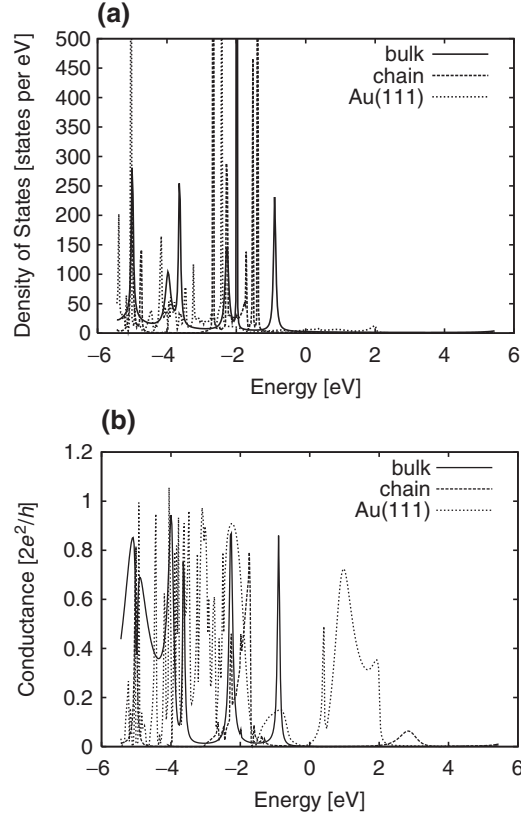 (a)
500
450
400
350
300
250
200
150
100
50
0
Density of States [states per eV]
bulk
chain
Au(111)
−6 −4 −2 0 2 4 6
Energy [eV]
(b)
1.2
1
0.8
0.6
0.4
0.2
0
Conductance [2e²/h]
bulk
chain
Au(111)
−6 −4 −2 0 2 4 6
Energy [eV]